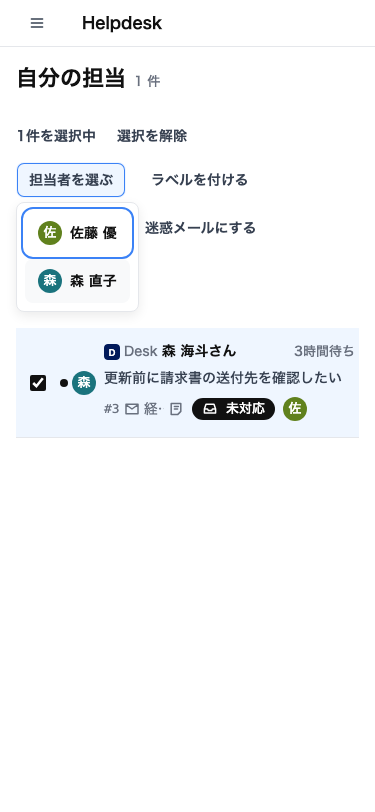 Helpdesk
自分の担当 1 件
1件を選択中 選択を解除
担当者を選ぶ ラベルを付ける
迷惑メールにする
佐 佐藤 優
森 森 直子
D Desk 森 海斗さん 3時間待ち
森 更新前に請求書の送付先を確認したい
#3 経· 未対応 佐